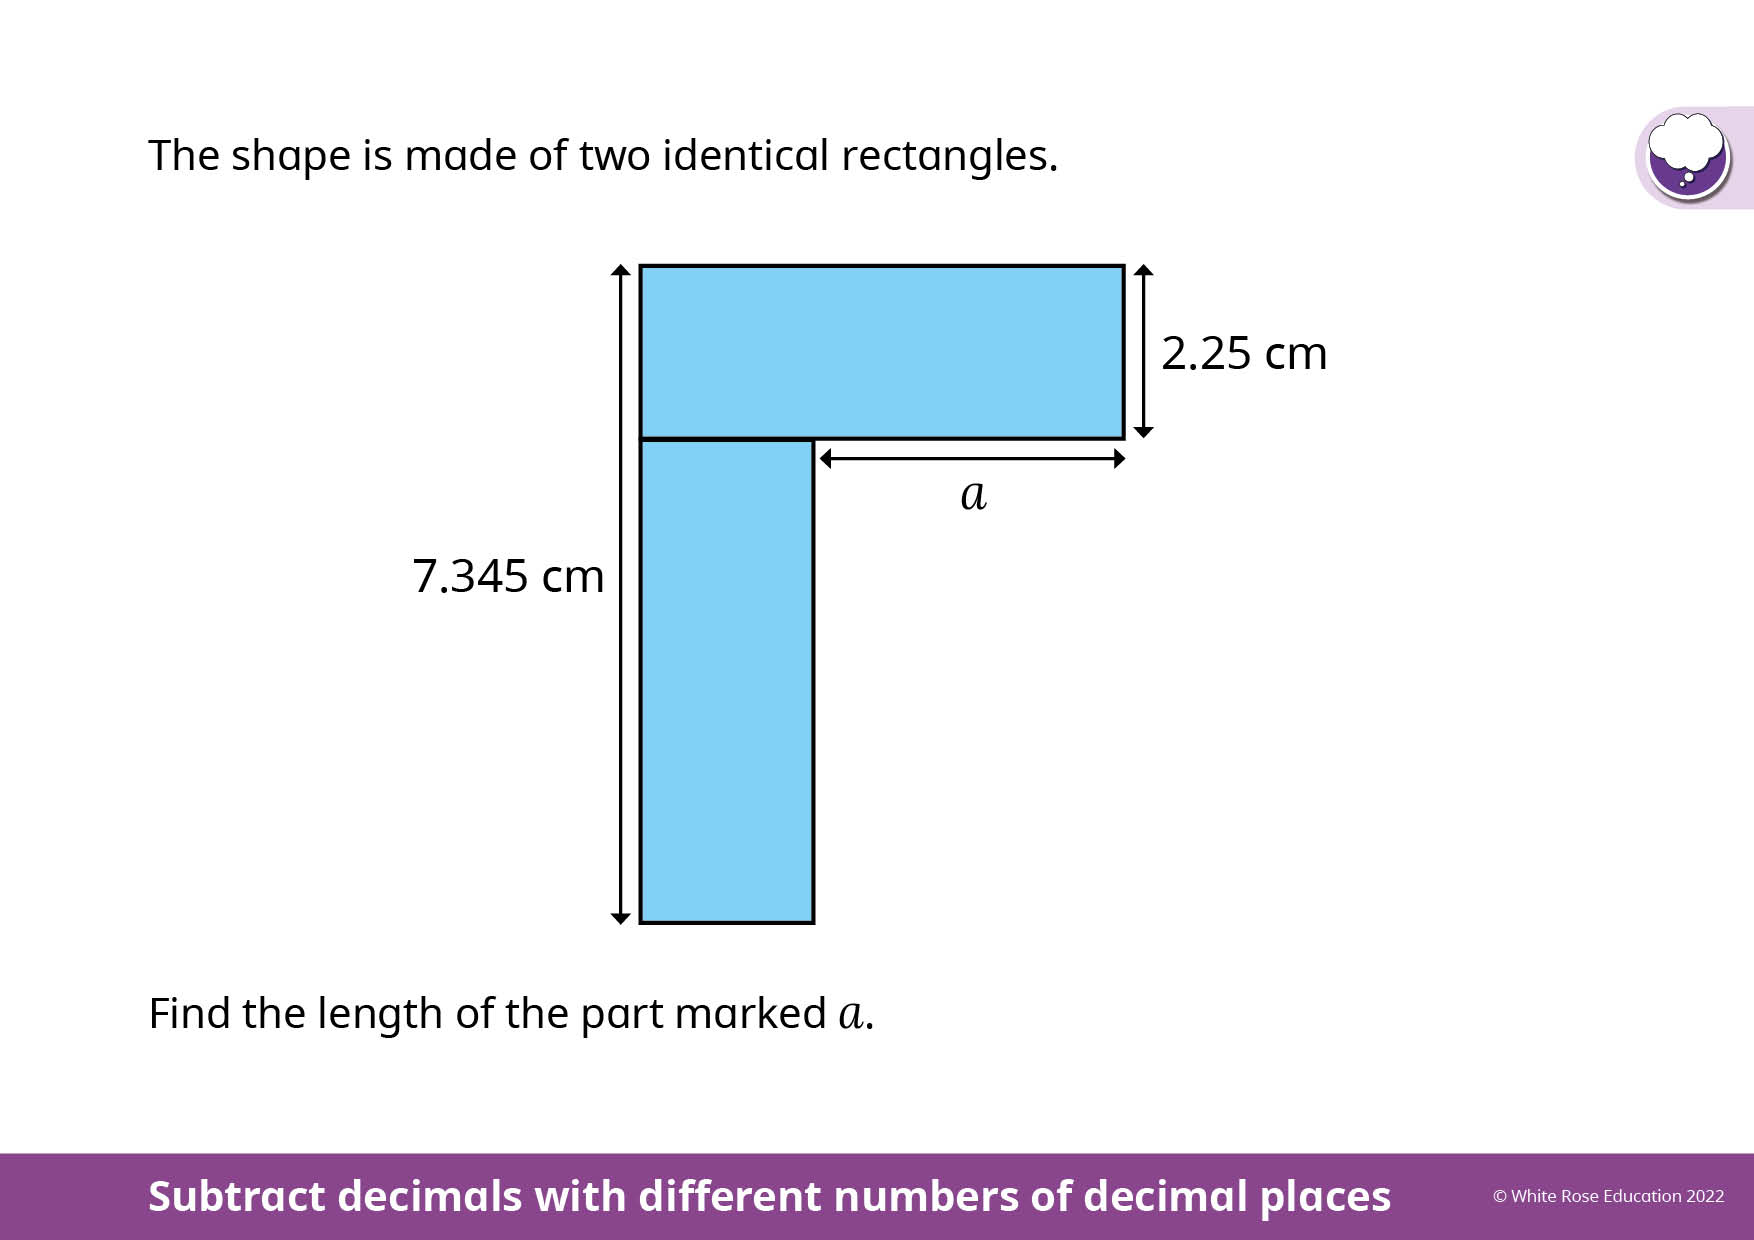 The shape is made of two identical rectangles.
2.25 cm
a
7.345 cm
Find the length of the part marked a.
Subtract decimals with different numbers of decimal places
© White Rose Education 2022